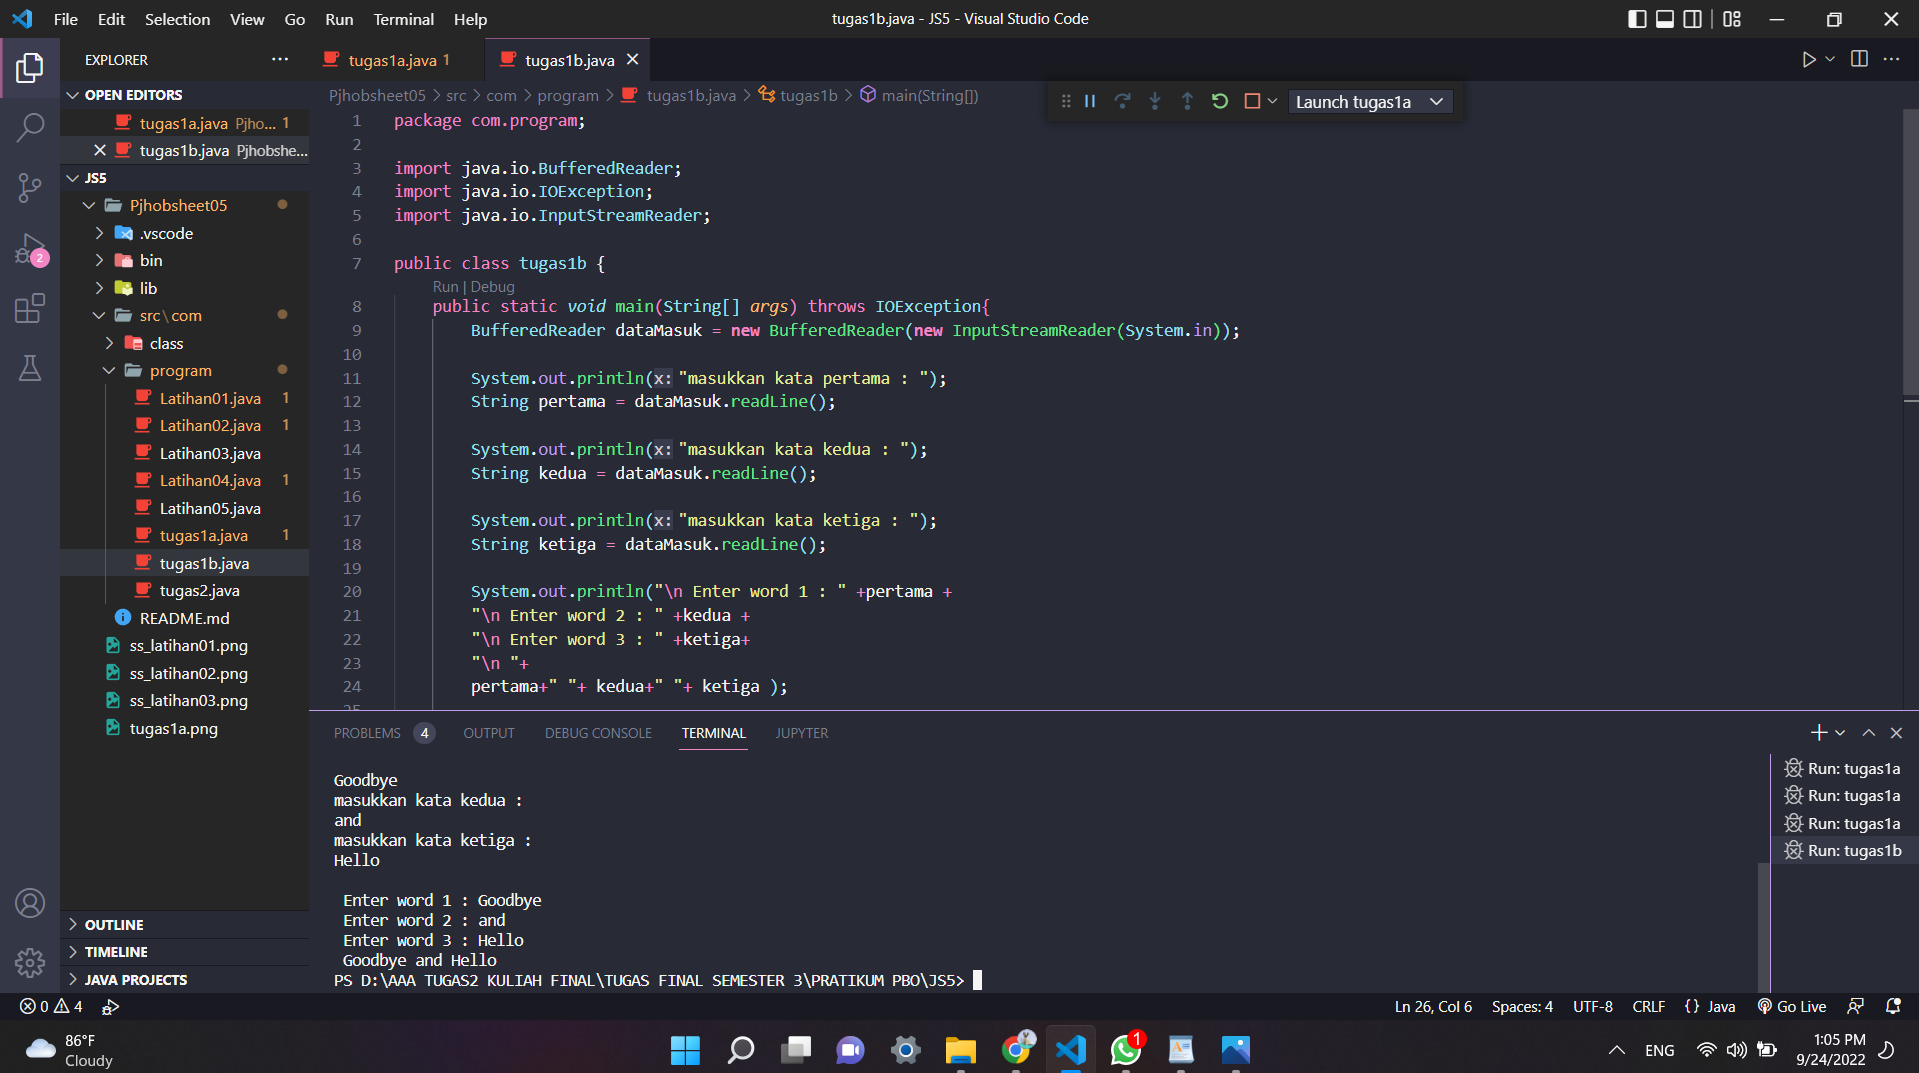 File Edit Selection View Go Run Terminal Help
tugas1b.java - JS5 - Visual Studio Code
EXPLORER
tugas1a.java 1
tugas1b.java
OPEN EDITORS
tugas1a.java Pjho... 1
tugas1b.java Pjhobshe...
JS5
Pjhobsheet05
.vscode
bin
lib
src\com
class
program
Latihan01.java 1
Latihan02.java 1
Latihan03.java
Latihan04.java 1
Latihan05.java
tugas1a.java 1
tugas1b.java
tugas2.java
README.md
ss_latihan01.png
ss_latihan02.png
ss_latihan03.png
tugas1a.png
OUTLINE
TIMELINE
JAVA PROJECTS
2
Pjhobsheet05 > src > com > program > tugas1b.java > tugas1b > main(String[])
Launch tugas1a
1 package com.program;
2
3 import java.io.BufferedReader;
4 import java.io.IOException;
5 import java.io.InputStreamReader;
6
7 public class tugas1b {
Run | Debug
8 public static void main(String[] args) throws IOException{
9 BufferedReader dataMasuk = new BufferedReader(new InputStreamReader(System.in));
10
11 System.out.println(x: "masukkan kata pertama : ");
12 String pertama = dataMasuk.readLine();
13
14 System.out.println(x: "masukkan kata kedua : ");
15 String kedua = dataMasuk.readLine();
16
17 System.out.println(x: "masukkan kata ketiga : ");
18 String ketiga = dataMasuk.readLine();
19
20 System.out.println("\n Enter word 1 : " +pertama +
21 "\n Enter word 2 : " +kedua +
22 "\n Enter word 3 : " +ketiga+
23 "\n "+
24 pertama+" "+ kedua+" "+ ketiga );
25
PROBLEMS 4 OUTPUT DEBUG CONSOLE TERMINAL JUPYTER
Goodbye
masukkan kata kedua :
and
masukkan kata ketiga :
Hello
Enter word 1 : Goodbye
Enter word 2 : and
Enter word 3 : Hello
Goodbye and Hello
PS D:\AAA TUGAS2 KULIAH FINAL\TUGAS FINAL SEMESTER 3\PRATIKUM PBO\JS5>
Run: tugas1a
Run: tugas1a
Run: tugas1a
Run: tugas1b
0 4
Ln 26, Col 6 Spaces: 4 UTF-8 CRLF {} Java Go Live
86°F
Cloudy
1
ENG
1:05 PM
9/24/2022